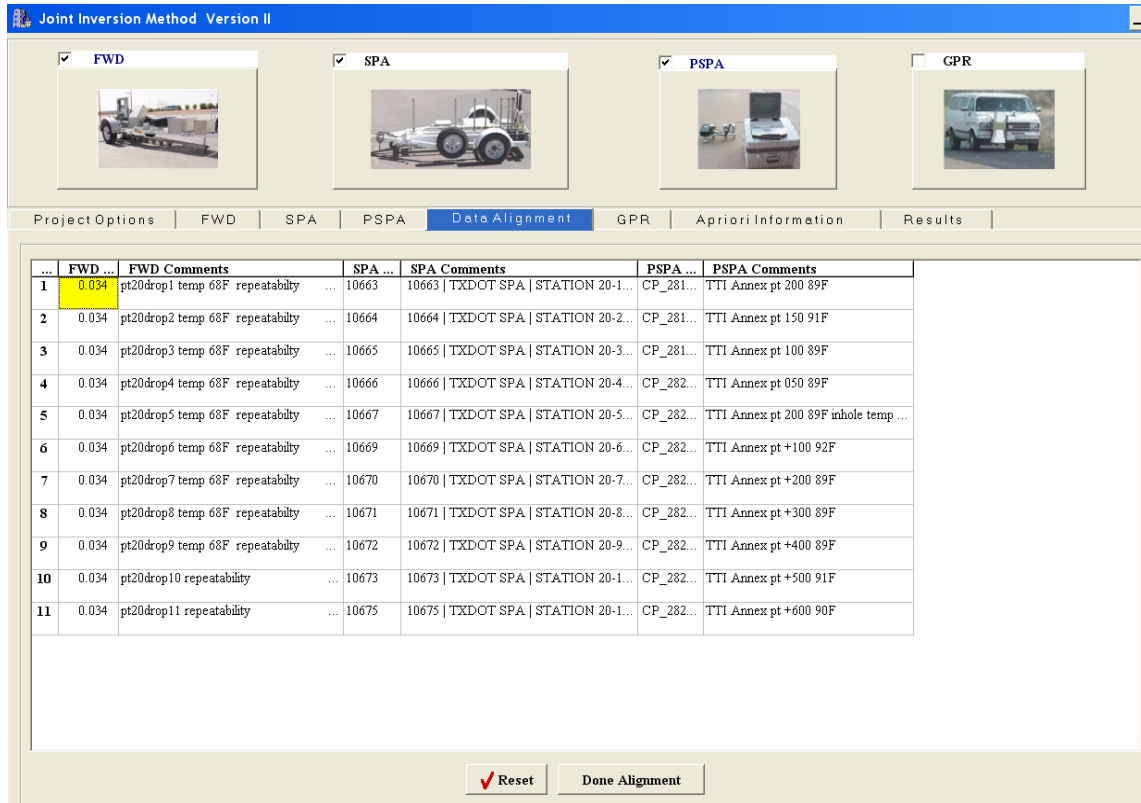 Joint Inversion Method Version II
FWD SPA PSPA GPR
Project Options FWD SPA PSPA Data Alignment GPR Apriori Information Results
... FWD ... FWD Comments SPA ... SPA Comments PSPA ... PSPA Comments
1 0.034 pt20drop1 temp 68F repeatabilty ... 10663 10663 | TXDOT SPA | STATION 20-1... CP_281... TTI Annex pt 200 89F
2 0.034 pt20drop2 temp 68F repeatabilty ... 10664 10664 | TXDOT SPA | STATION 20-2... CP_281... TTI Annex pt 150 91F
3 0.034 pt20drop3 temp 68F repeatabilty ... 10665 10665 | TXDOT SPA | STATION 20-3... CP_281... TTI Annex pt 100 89F
4 0.034 pt20drop4 temp 68F repeatabilty ... 10666 10666 | TXDOT SPA | STATION 20-4... CP_282... TTI Annex pt 050 89F
5 0.034 pt20drop5 temp 68F repeatabilty ... 10667 10667 | TXDOT SPA | STATION 20-5... CP_282... TTI Annex pt 200 89F inhole temp ...
6 0.034 pt20drop6 temp 68F repeatabilty ... 10669 10669 | TXDOT SPA | STATION 20-6... CP_282... TTI Annex pt +100 92F
7 0.034 pt20drop7 temp 68F repeatabilty ... 10670 10670 | TXDOT SPA | STATION 20-7... CP_282... TTI Annex pt +200 89F
8 0.034 pt20drop8 temp 68F repeatabilty ... 10671 10671 | TXDOT SPA | STATION 20-8... CP_282... TTI Annex pt +300 89F
9 0.034 pt20drop9 temp 68F repeatabilty ... 10672 10672 | TXDOT SPA | STATION 20-9... CP_282... TTI Annex pt +400 89F
10 0.034 pt20drop10 repeatability ... 10673 10673 | TXDOT SPA | STATION 20-1... CP_282... TTI Annex pt +500 91F
11 0.034 pt20drop11 repeatability ... 10675 10675 | TXDOT SPA | STATION 20-1... CP_282... TTI Annex pt +600 90F
Reset Done Alignment